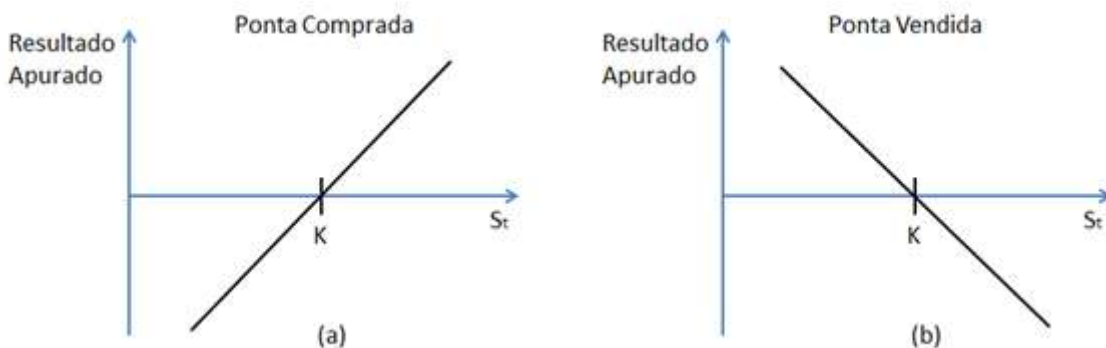 Ponta Comprada
Resultado
Apurado
K
St
(a)
Ponta Vendida
Resultado
Apurado
K
St
(b)